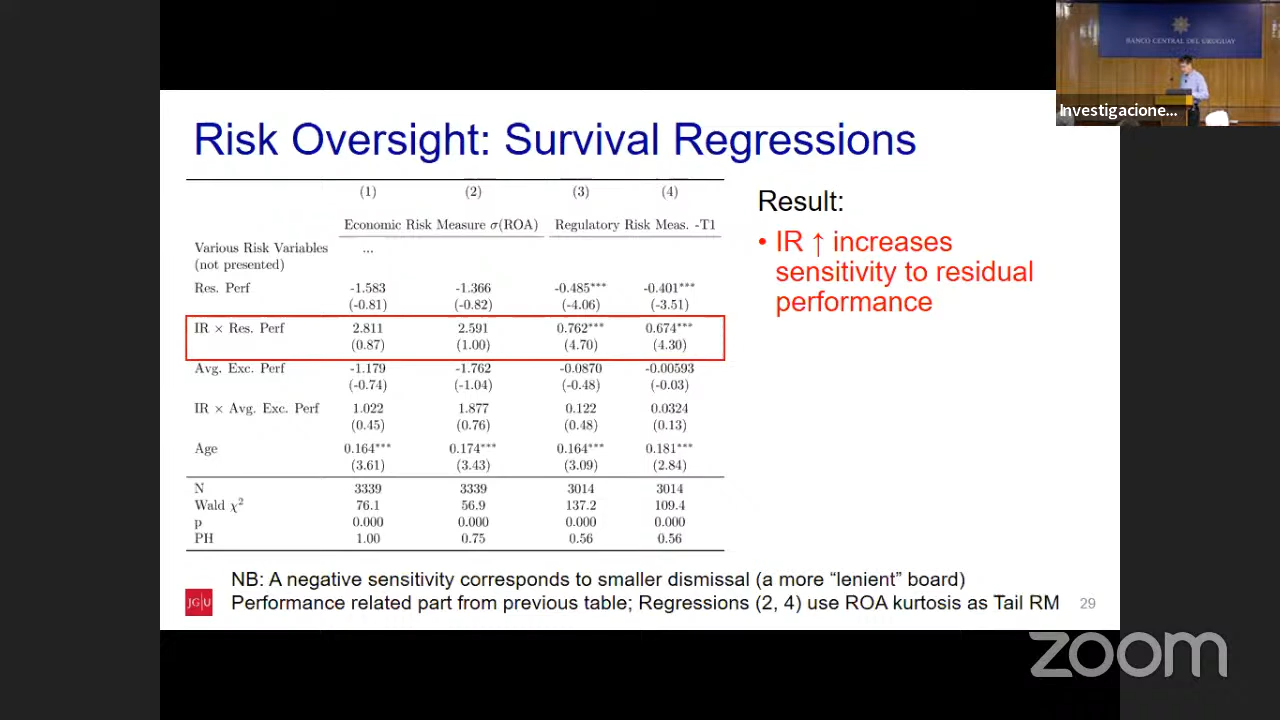 BANCO CENTRAL DEL URUGUAY
Investigacione...
Risk Oversight: Survival Regressions
(1) (2) (3) (4)
Economic Risk Measure σ(ROA) Regulatory Risk Meas. -T1
Various Risk Variables ...
(not presented)
Res. Perf -1.583 -1.366 -0.485*** -0.401***
(-0.81) (-0.82) (-4.06) (-3.51)
IR × Res. Perf 2.811 2.591 0.762*** 0.674***
(0.87) (1.00) (4.70) (4.30)
Avg. Exc. Perf -1.179 -1.762 -0.0870 -0.00593
(-0.74) (-1.04) (-0.48) (-0.03)
IR × Avg. Exc. Perf 1.022 1.877 0.122 0.0324
(0.45) (0.76) (0.48) (0.13)
Age 0.164*** 0.174*** 0.164*** 0.181***
(3.61) (3.43) (3.09) (2.84)
N 3339 3339 3014 3014
Wald χ² 76.1 56.9 137.2 109.4
p 0.000 0.000 0.000 0.000
PH 1.00 0.75 0.56 0.56
Result:
• IR ↑ increases
sensitivity to residual
performance
NB: A negative sensitivity corresponds to smaller dismissal (a more “lenient” board)
JG|U
Performance related part from previous table; Regressions (2, 4) use ROA kurtosis as Tail RM
29
zoom